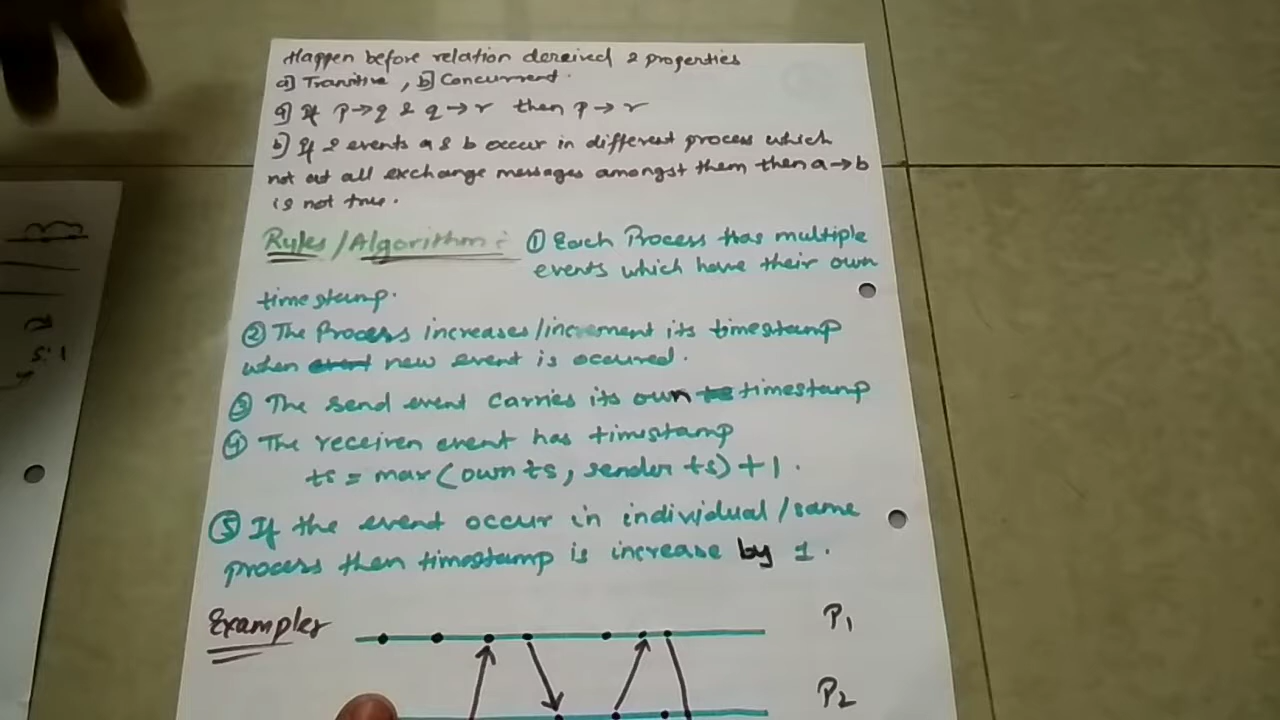 Happen before relation dereived 2 properties
a) Transitive, b) Concurrent.
a) If p→q & q→r then p→r
b) If 2 events a & b occur in different process which
not at all exchange messages amongst them then a→b
is not true.
Rules/Algorithm: ① Each Process has multiple
events which have their own
timestamp.
② The Process increases/increment its timestamp
when new event is occured.
③ The send event carries its own timestamp
④ The receiven event has timestamp
ts = max(own ts, sender ts) + 1.
⑤ If the event occur in individual/same
process then timestamp is increase by 1.
Examples
P1
P2